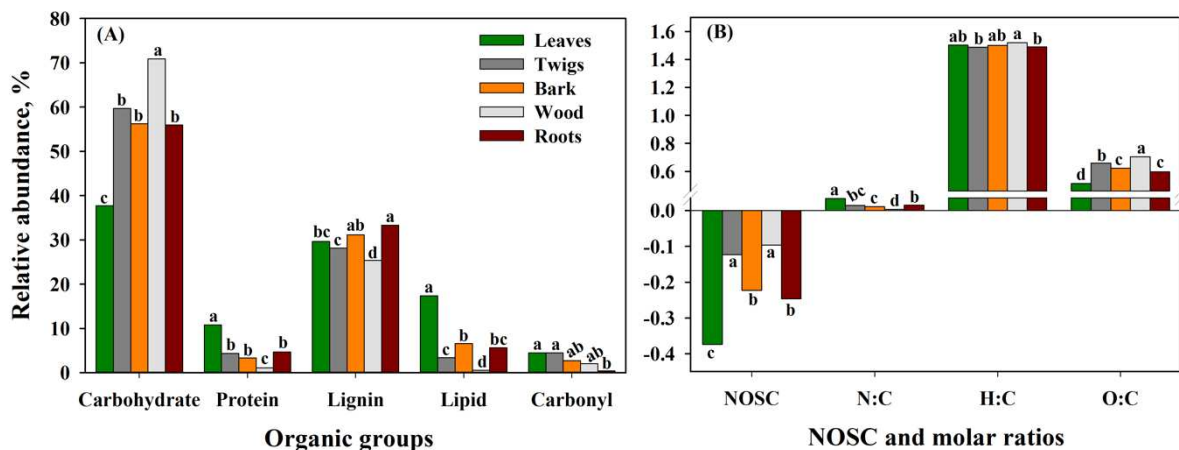 (A)
Relative abundance, %
80
70
60
50
40
30
20
10
0
Leaves
Twigs
Bark
Wood
Roots
c b b a b
a b b c b
bc c ab d a
a c b d bc
a a ab ab b
Carbohydrate Protein Lignin Lipid Carbonyl
Organic groups
(B)
1.6
1.4
1.2
1.0
0.8
0.6
0.0
-0.1
-0.2
-0.3
-0.4
c a b a b
a bc c d b
ab b ab a b
d b c a c
NOSC N:C H:C O:C
NOSC and molar ratios